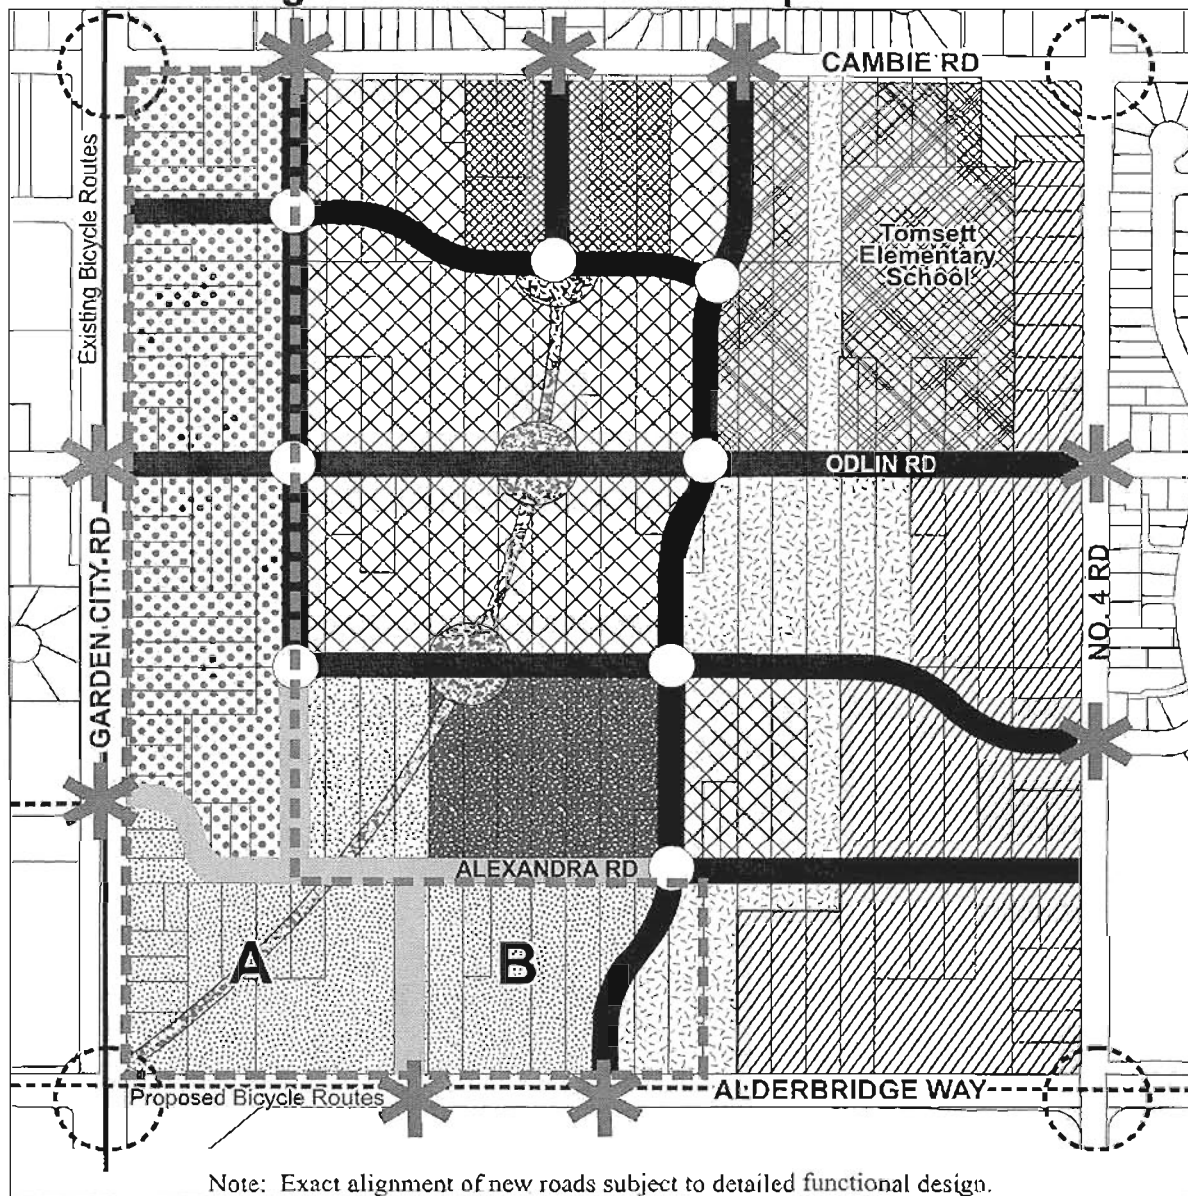 CAMBIE RD
Existing Bicycle Routes
Tomsett
Elementary
School
ODLIN RD
GARDEN CITY RD
NO. 4 RD
ALEXANDRA RD
A
B
Proposed Bicycle Routes
ALDERBRIDGE WAY
Note: Exact alignment of new roads subject to detailed functional design.